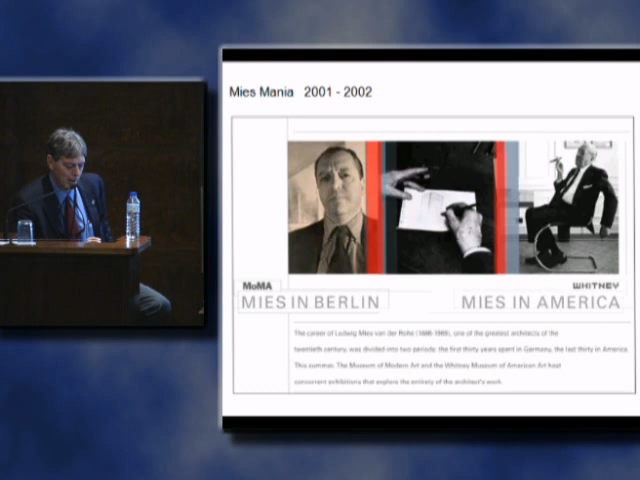 Mies Mania 2001 - 2002
MoMA
WHITNEY
MIES IN BERLIN
MIES IN AMERICA
The career of Ludwig Mies van der Rohe (1886-1969), one of the greatest architects of the
twentieth century, was divided into two periods: the first thirty years spent in Germany, the last thirty in America.
This summer, The Museum of Modern Art and the Whitney Museum of American Art host
concurrent exhibitions that explore the entirety of the architect's work.